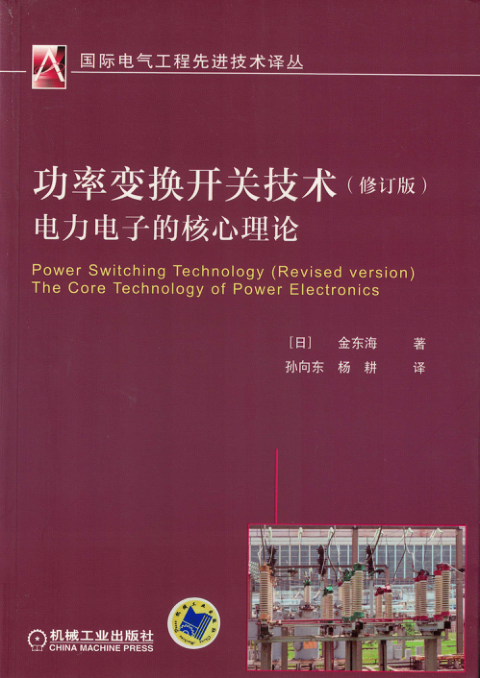 国际电气工程先进技术译丛
功率变换开关技术（修订版）
电力电子的核心理论
Power Switching Technology (Revised version)
The Core Technology of Power Electronics
［日］ 金东海 著
孙向东 杨 耕 译
机械工业出版社
CHINA MACHINE PRESS